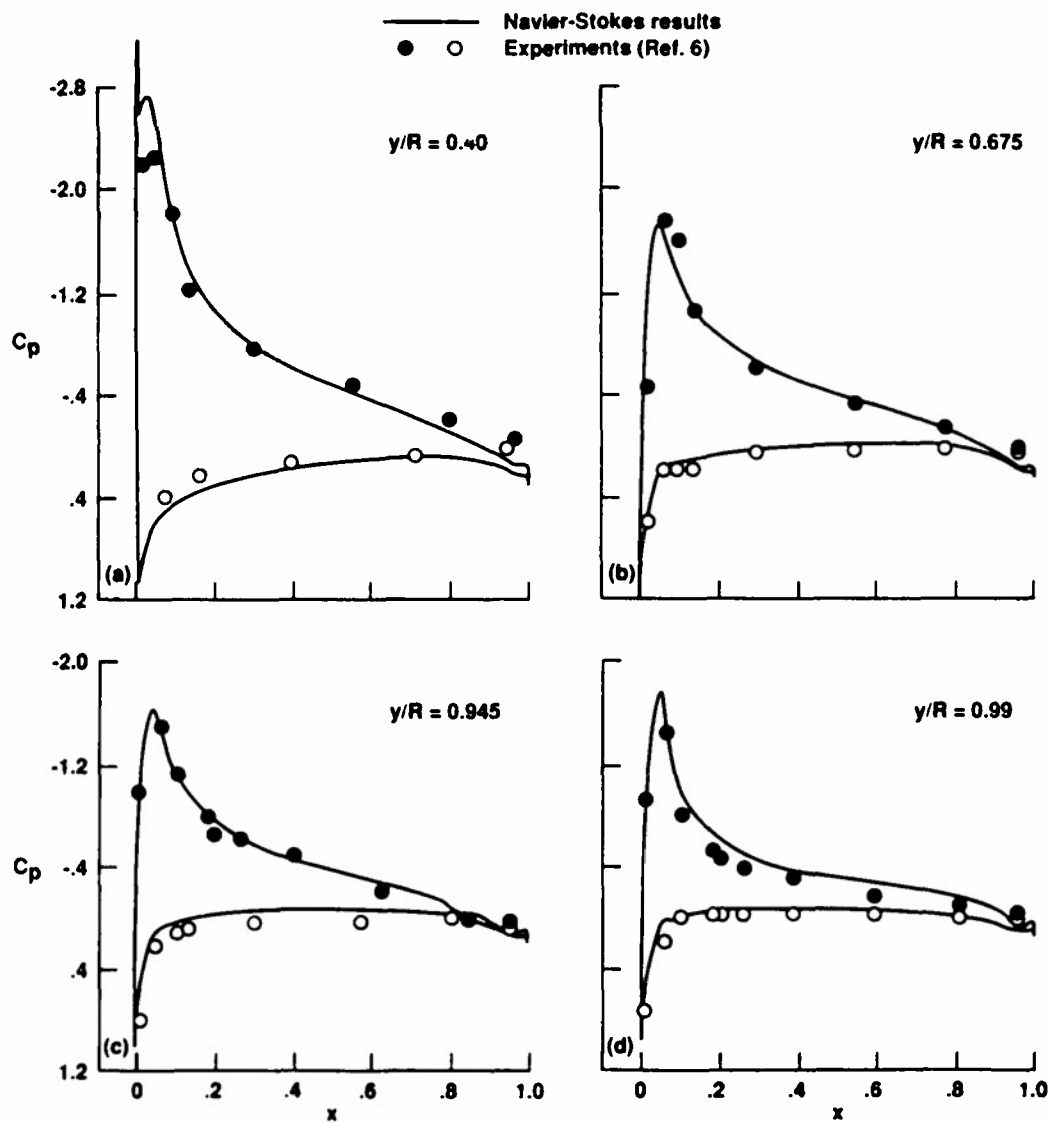 Navier-Stokes results
Experiments (Ref. 6)
-2.8
-2.0
-1.2
-.4
.4
1.2
Cp
y/R = 0.40
(a)
y/R = 0.675
(b)
-2.0
-1.2
-.4
.4
1.2
Cp
y/R = 0.945
(c)
0 .2 .4 .6 .8 1.0
x
y/R = 0.99
(d)
0 .2 .4 .6 .8 1.0
x